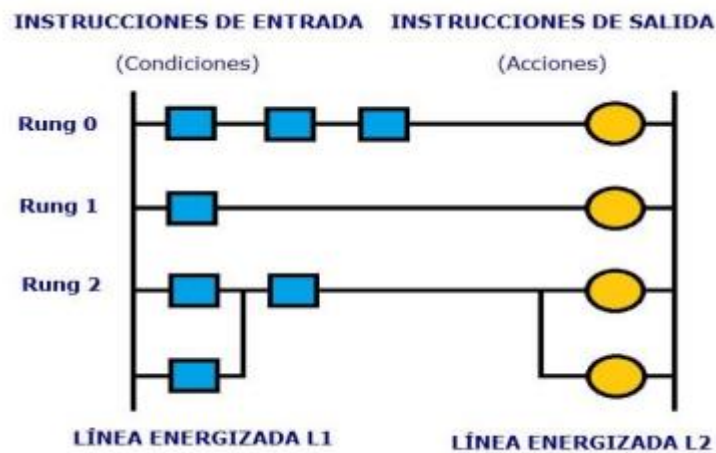 INSTRUCCIONES DE ENTRADA
INSTRUCCIONES DE SALIDA
(Condiciones)
(Acciones)
Rung 0
Rung 1
Rung 2
LÍNEA ENERGIZADA L1
LÍNEA ENERGIZADA L2